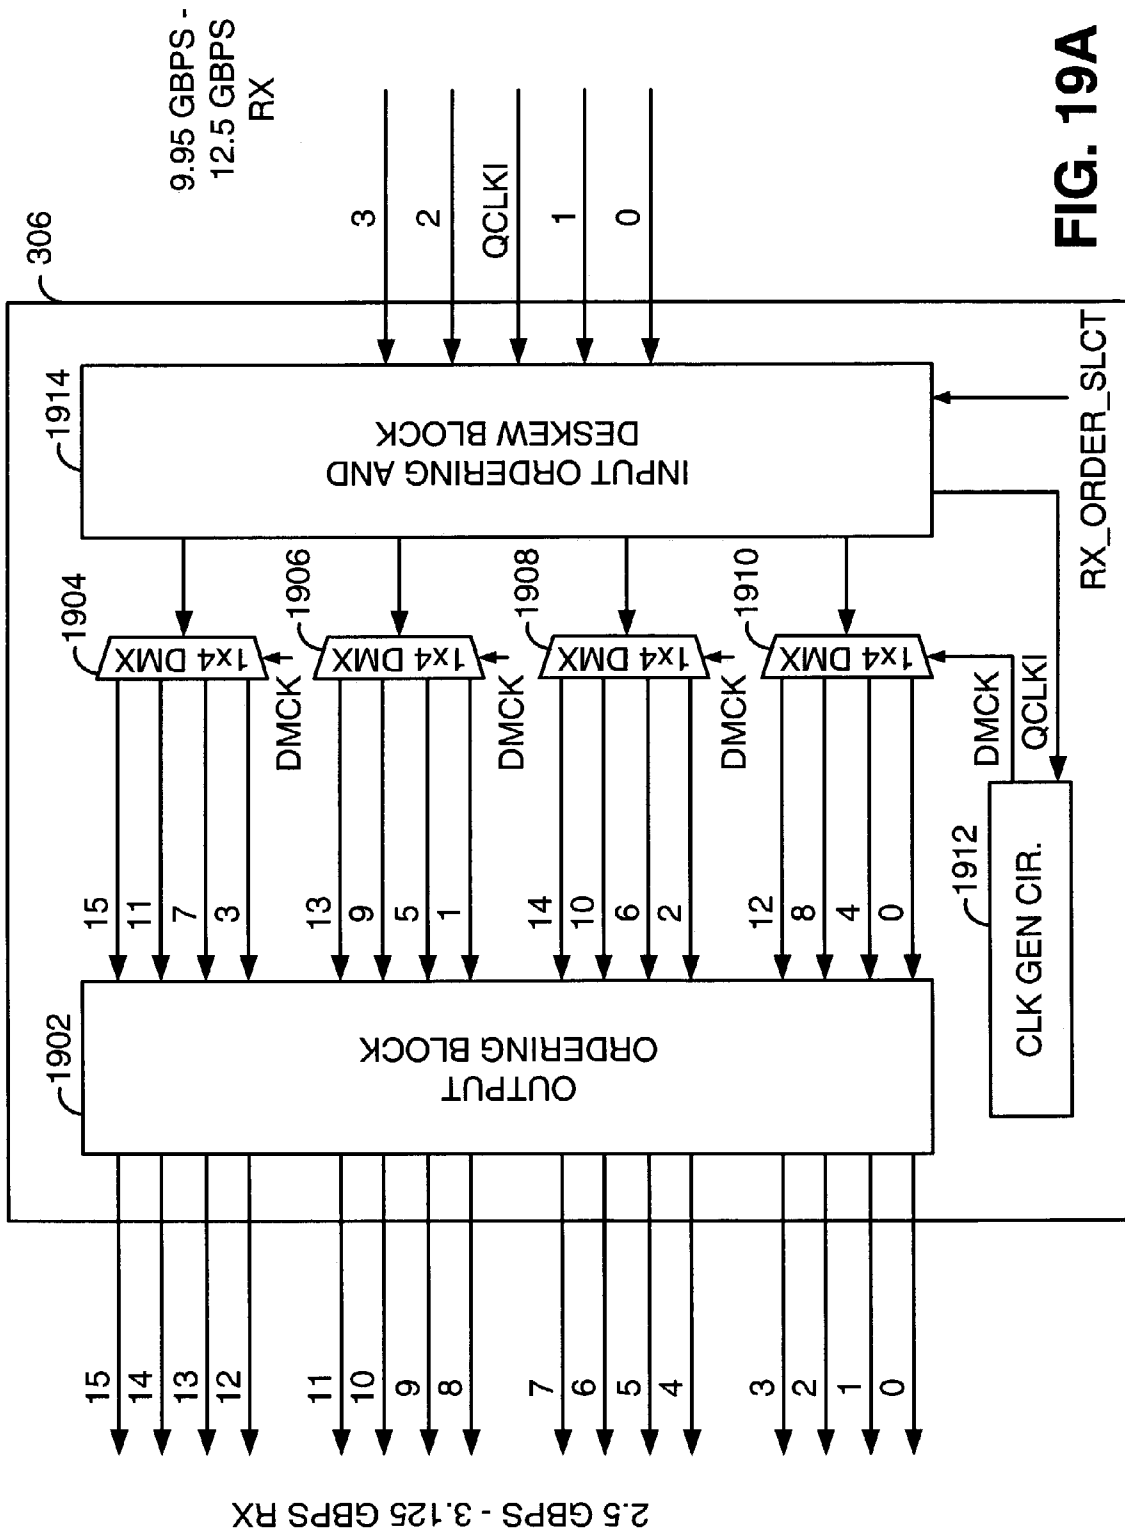 9.95 GBPS -
12.5 GBPS
RX
306
3
2
QCLKI
1
0
RX_ORDER_SLCT
1914
INPUT ORDERING AND
DESKEW BLOCK
1904
1x4 DMX
DMCK
1906
1x4 DMX
DMCK
1908
1x4 DMX
DMCK
1910
1x4 DMX
DMCK
QCLKI
1912
CLK GEN CIR.
15
11
7
3
13
9
5
1
14
10
6
2
12
8
4
0
1902
OUTPUT
ORDERING BLOCK
15
14
13
12
11
10
9
8
7
6
5
4
3
2
1
0
2.5 GBPS - 3.125 GBPS RX
FIG. 19A